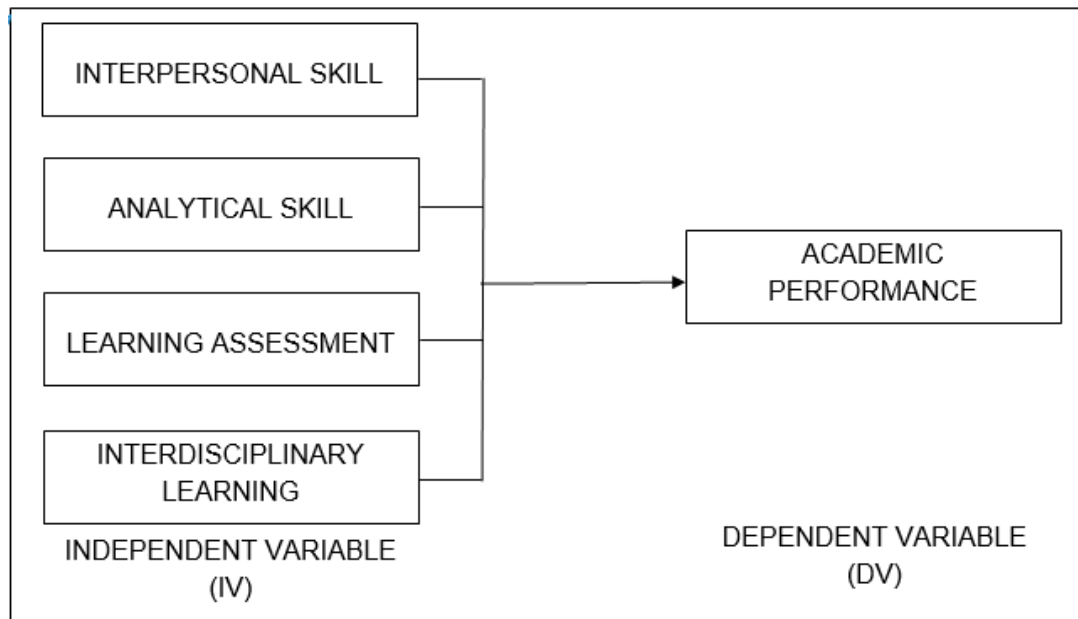 INTERPERSONAL SKILL
ANALYTICAL SKILL
LEARNING ASSESSMENT
INTERDISCIPLINARY
LEARNING
INDEPENDENT VARIABLE
(IV)
ACADEMIC
PERFORMANCE
DEPENDENT VARIABLE
(DV)